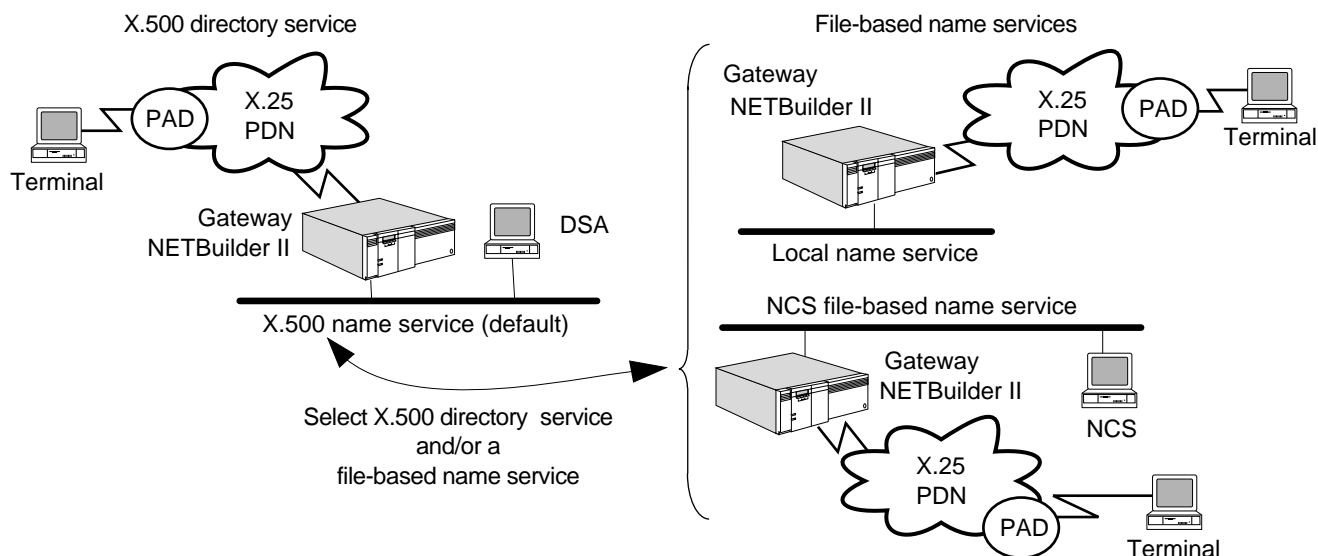 X.500 directory service
PAD
X.25
PDN
Terminal
Gateway
NETBuilder II
DSA
X.500 name service (default)
Select X.500 directory service
and/or a
file-based name service
File-based name services
Gateway
NETBuilder II
X.25
PDN
PAD
Terminal
Local name service
NCS file-based name service
Gateway
NETBuilder II
NCS
X.25
PDN
PAD
Terminal